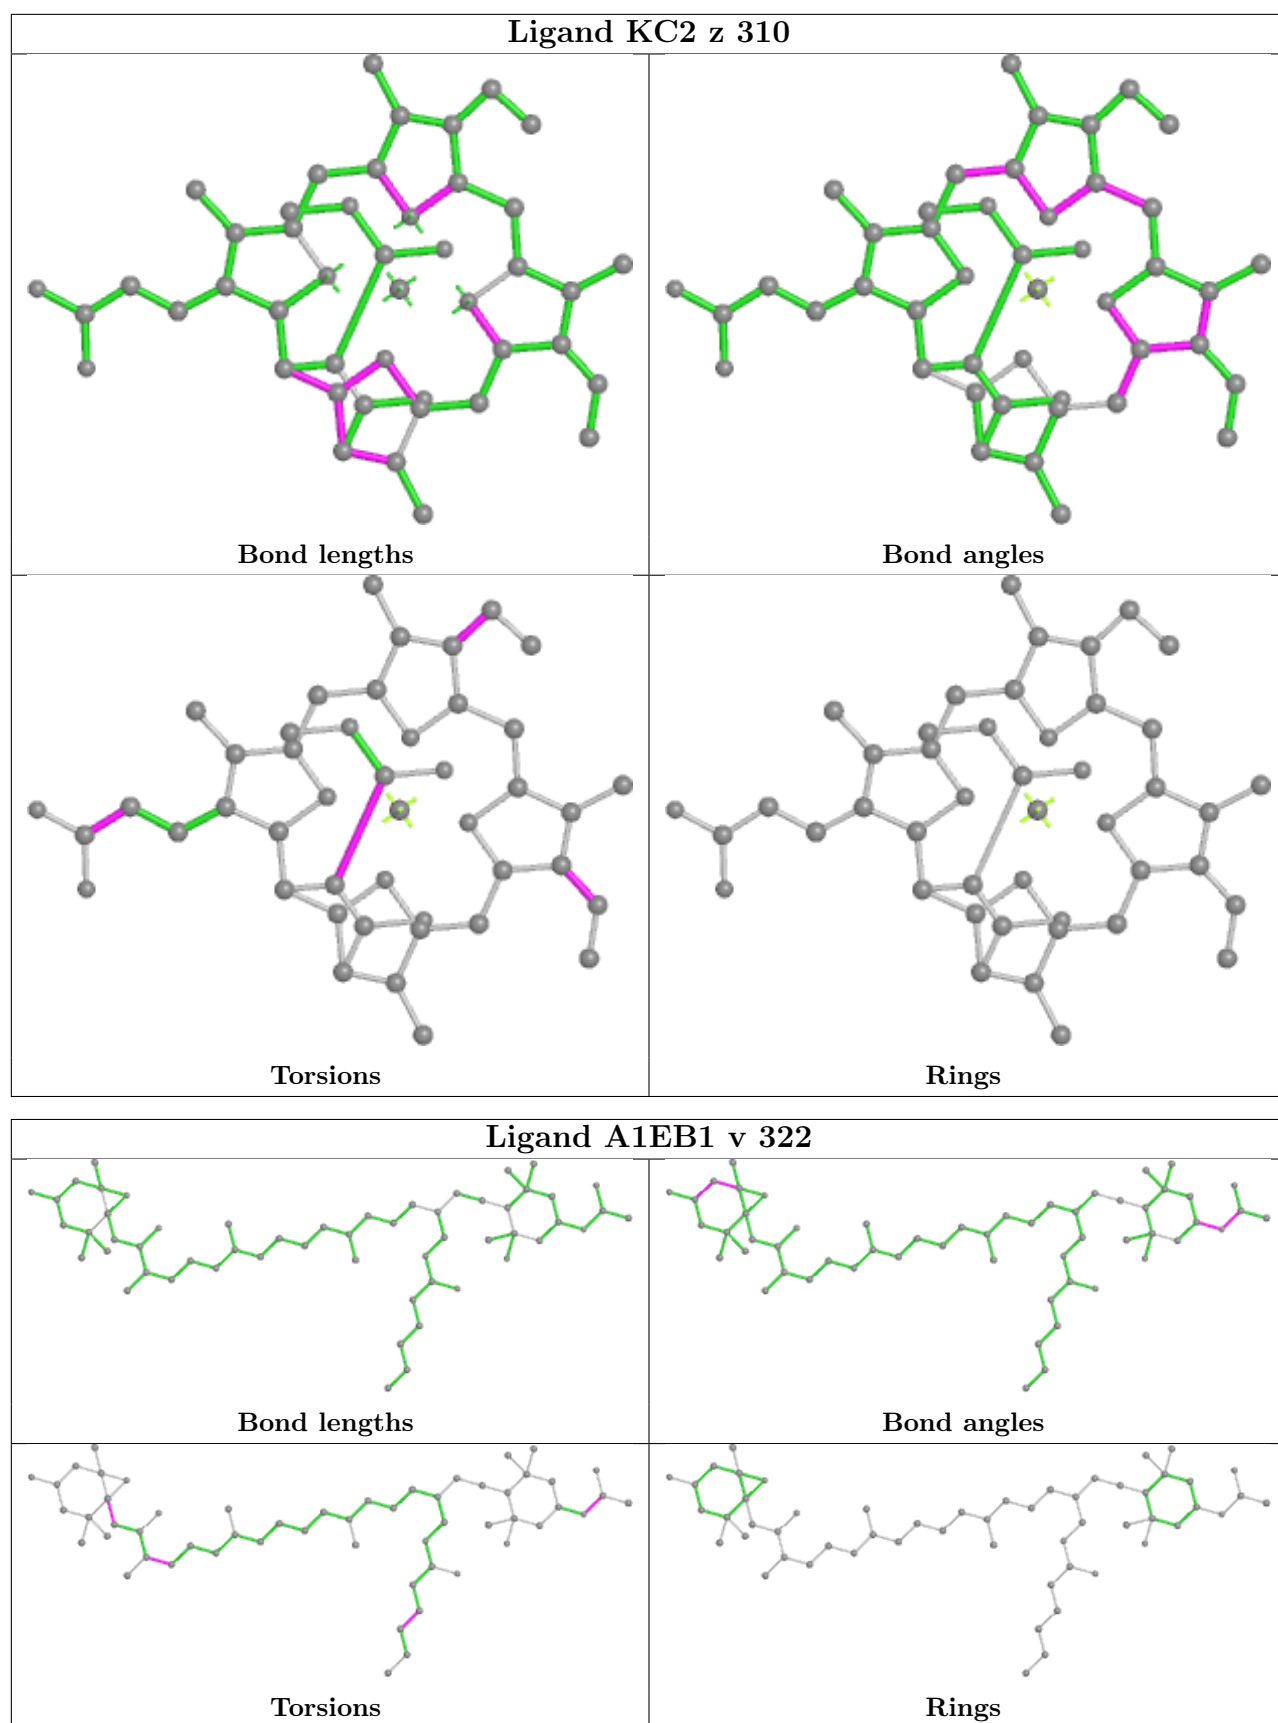 Ligand KC2 z 310
Bond lengths
Bond angles
Torsions
Rings
Ligand A1EB1 v 322
Bond lengths
Bond angles
Torsions
Rings